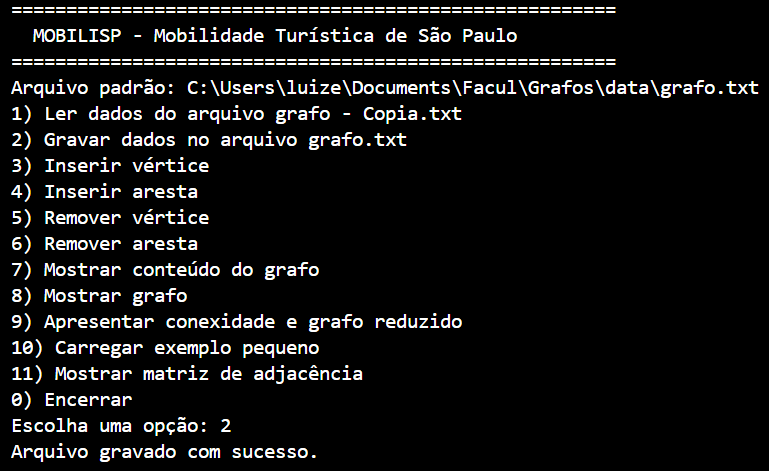 =======================================================
MOBILISP - Mobilidade Turística de São Paulo
=======================================================
Arquivo padrão: C:\Users\luize\Documents\Facul\Grafos\data\grafo.txt
1) Ler dados do arquivo grafo - Copia.txt
2) Gravar dados no arquivo grafo.txt
3) Inserir vértice
4) Inserir aresta
5) Remover vértice
6) Remover aresta
7) Mostrar conteúdo do grafo
8) Mostrar grafo
9) Apresentar conexidade e grafo reduzido
10) Carregar exemplo pequeno
11) Mostrar matriz de adjacência
0) Encerrar
Escolha uma opção: 2
Arquivo gravado com sucesso.